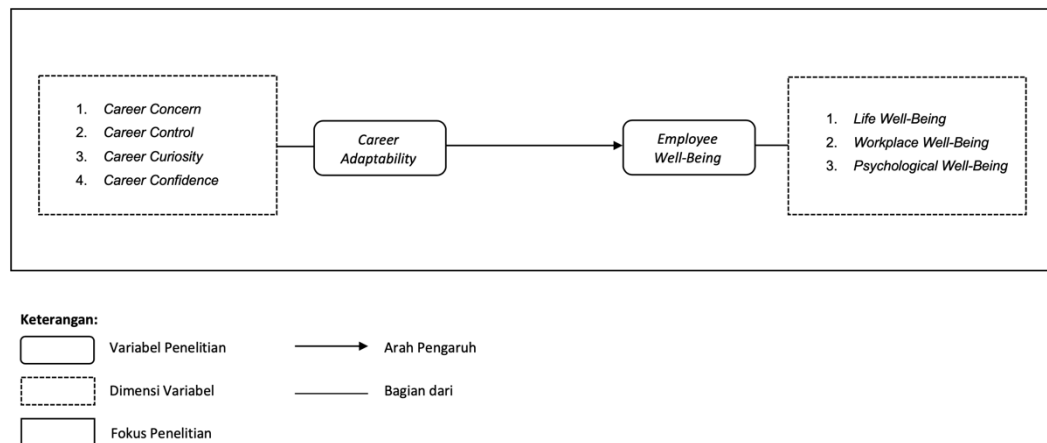 1. Career Concern
2. Career Control
3. Career Curiosity
4. Career Confidence
Career
Adaptability
Employee
Well-Being
1. Life Well-Being
2. Workplace Well-Being
3. Psychological Well-Being
Keterangan:
Variabel Penelitian
Arah Pengaruh
Dimensi Variabel
Bagian dari
Fokus Penelitian